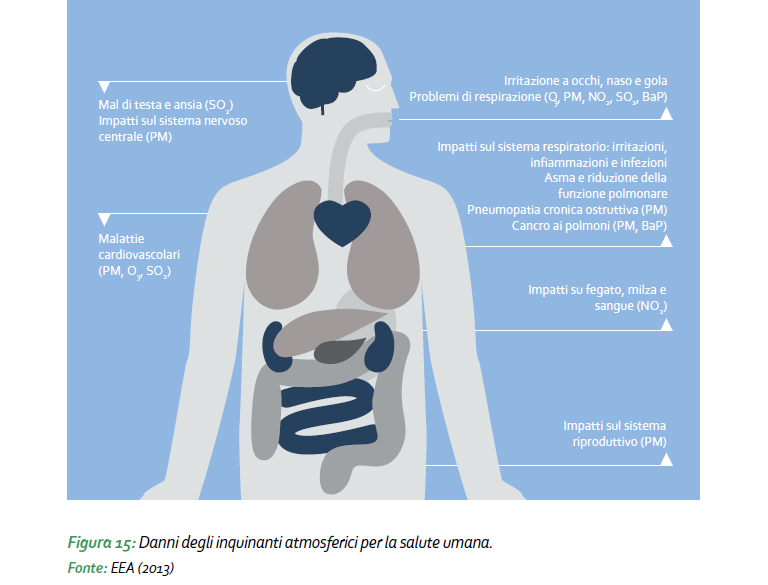 Mal di testa e ansia (SO₂)
Impatti sul sistema nervoso
centrale (PM)
Malattie
cardiovascolari
(PM, O₃, SO₂)
Irritazione a occhi, naso e gola
Problemi di respirazione (O₃, PM, NO₂, SO₂, BaP)
Impatti sul sistema respiratorio: irritazioni,
infiammazioni e infezioni
Asma e riduzione della
funzione polmonare
Pneumopatia cronica ostruttiva (PM)
Cancro ai polmoni (PM, BaP)
Impatti su fegato, milza e
sangue (NO₂)
Impatti sul sistema
riproduttivo (PM)
Figura 15: Danni degli inquinanti atmosferici per la salute umana.
Fonte: EEA (2013)